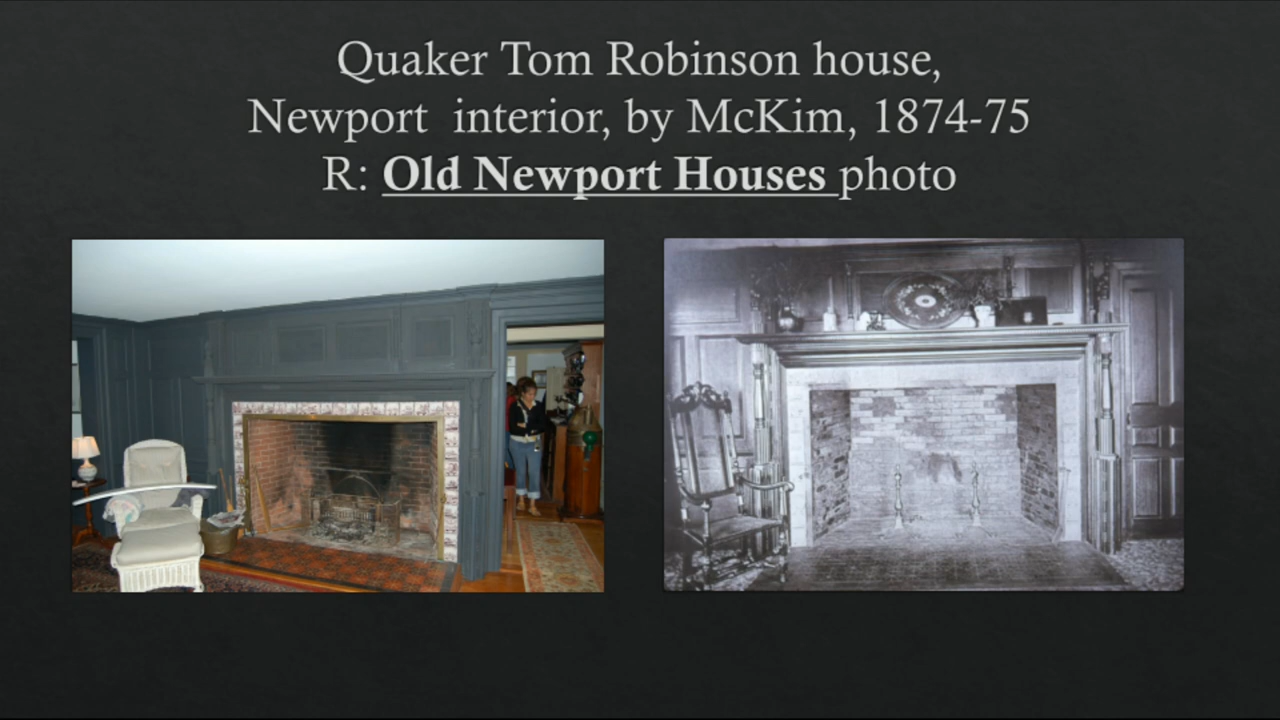 Quaker Tom Robinson house,
Newport interior, by McKim, 1874-75
R: Old Newport Houses photo